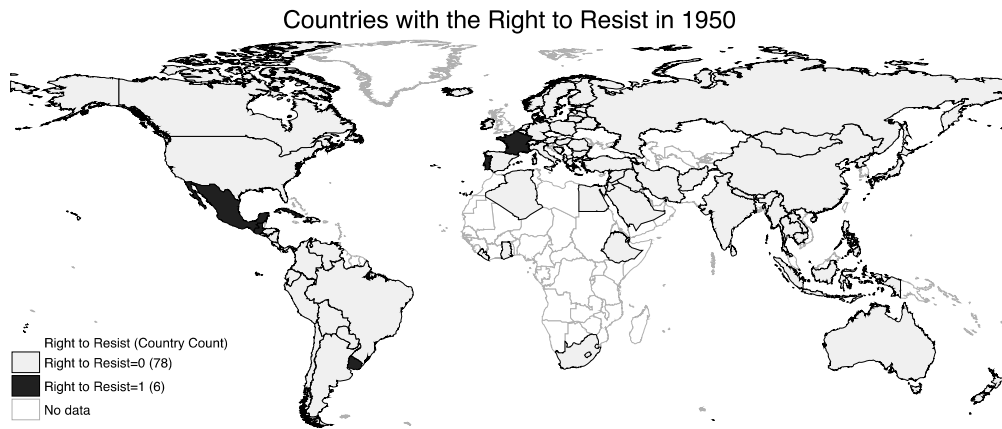 Countries with the Right to Resist in 1950
Right to Resist (Country Count)
Right to Resist=0 (78)
Right to Resist=1 (6)
No data